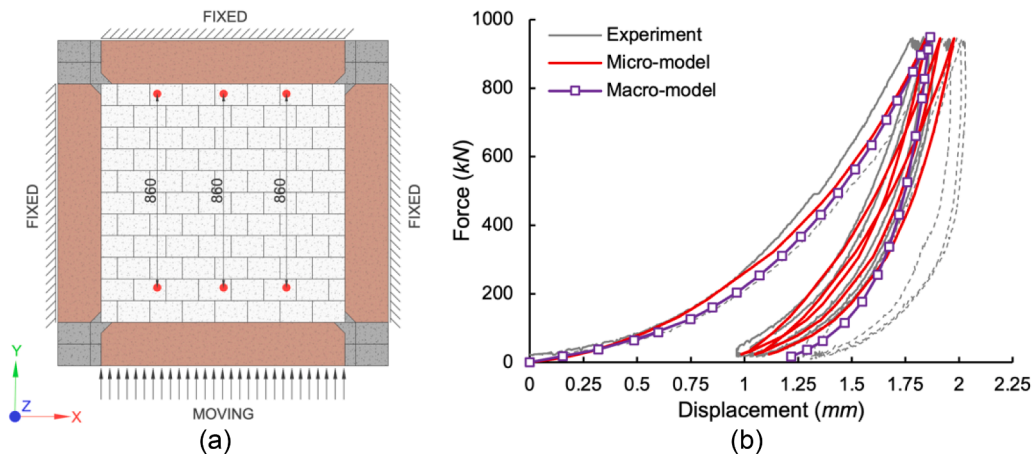 FIXED
FIXED
FIXED
860
860
860
MOVING
Y
Z
X
(a)
1000
800
600
400
200
0
Force (kN)
Experiment
Micro-model
Macro-model
0
0.25
0.5
0.75
1
1.25
1.5
1.75
2
2.25
Displacement (mm)
(b)